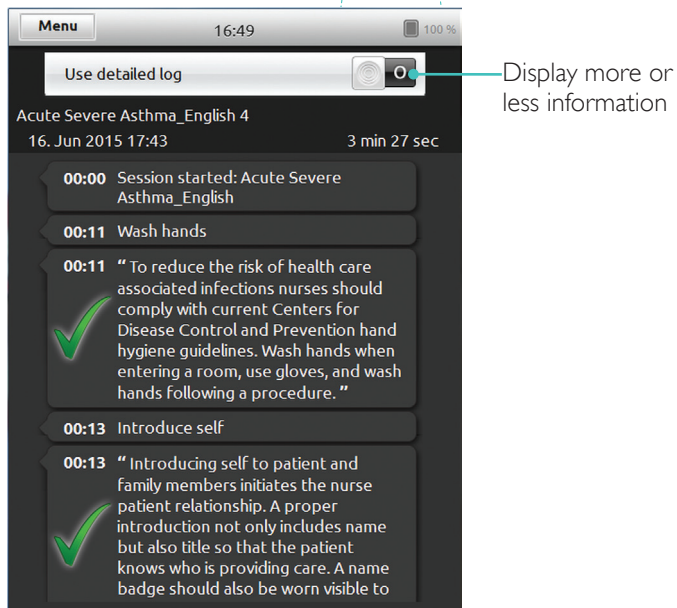 Menu
16:49
100 %
Use detailed log
O
Display more or
less information
Acute Severe Asthma_English 4
16. Jun 2015 17:43
3 min 27 sec
00:00 Session started: Acute Severe
Asthma_English
00:11 Wash hands
00:11 “ To reduce the risk of health care
associated infections nurses should
comply with current Centers for
Disease Control and Prevention hand
hygiene guidelines. Wash hands when
entering a room, use gloves, and wash
hands following a procedure. ”
00:13 Introduce self
00:13 “ Introducing self to patient and
family members initiates the nurse
patient relationship. A proper
introduction not only includes name
but also title so that the patient
knows who is providing care. A name
badge should also be worn visible to